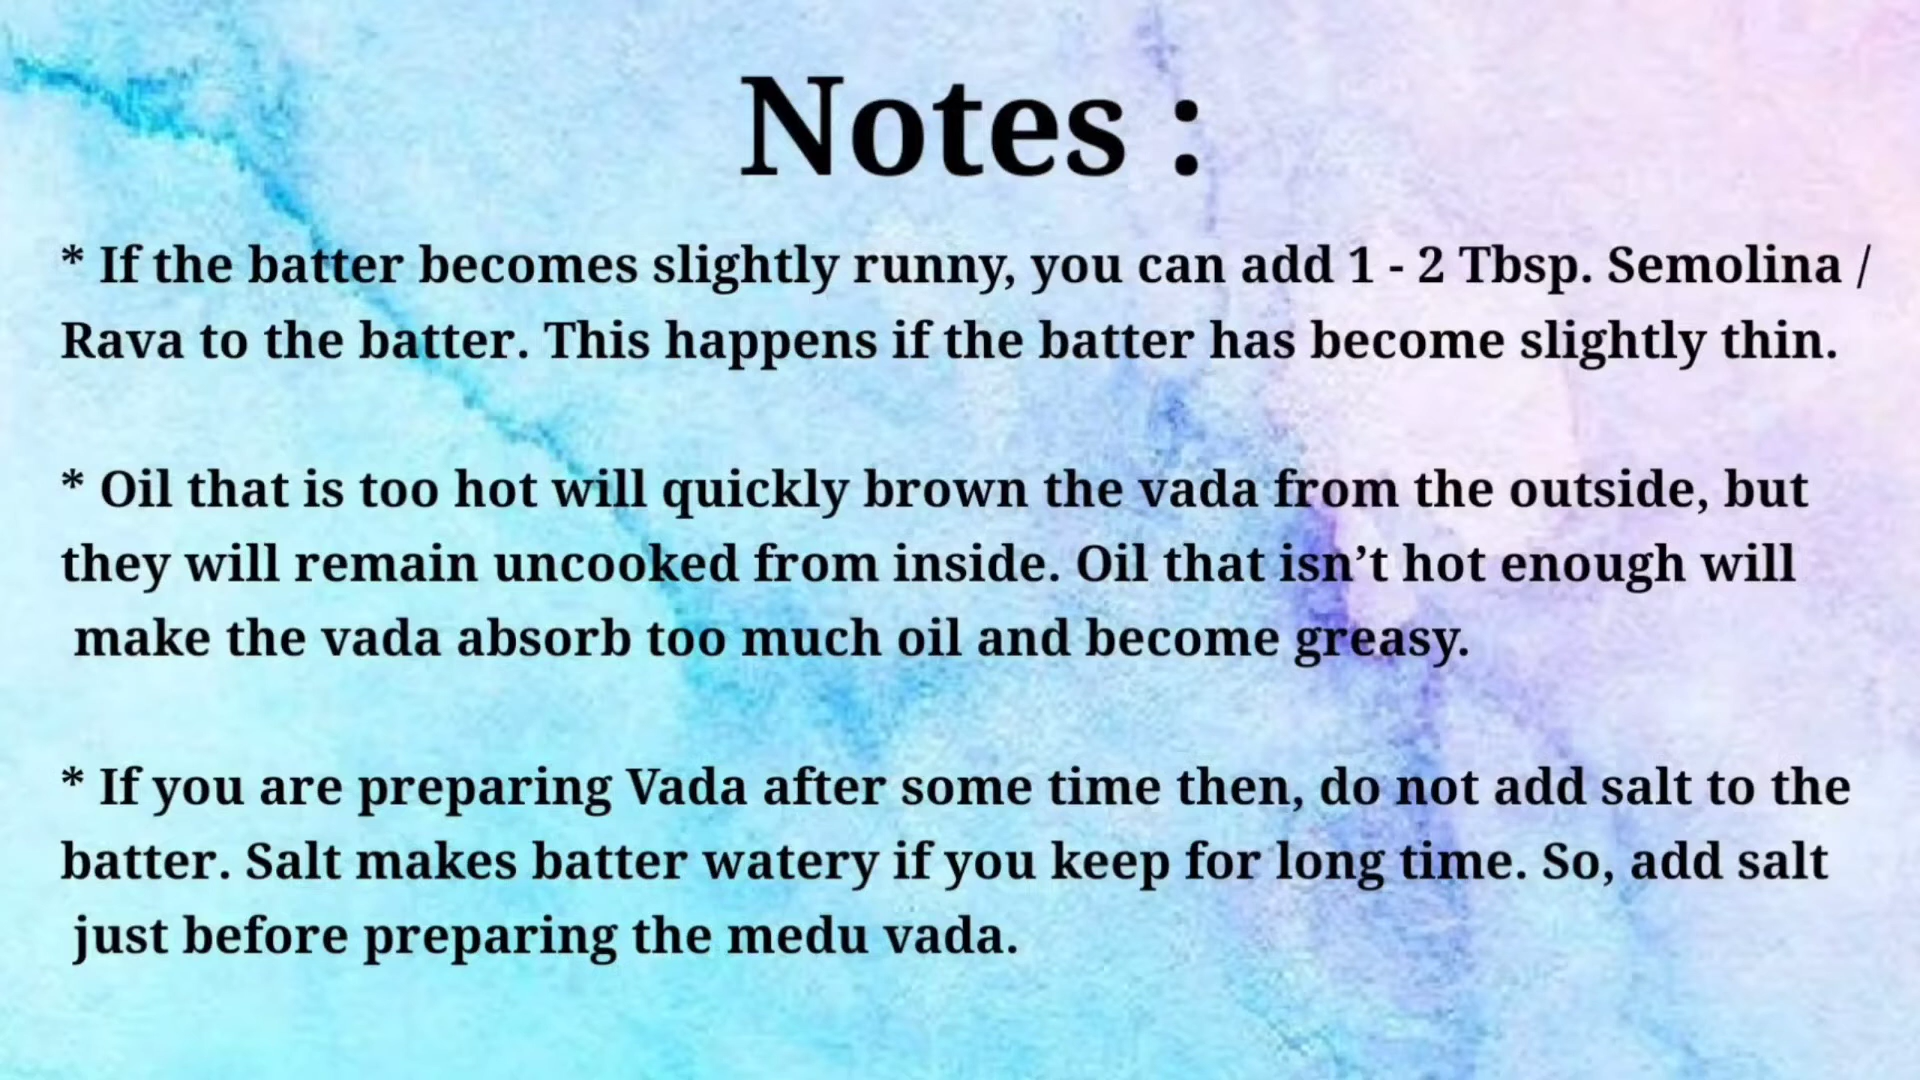 Notes :
* If the batter becomes slightly runny, you can add 1 - 2 Tbsp. Semolina /
Rava to the batter. This happens if the batter has become slightly thin.
* Oil that is too hot will quickly brown the vada from the outside, but
they will remain uncooked from inside. Oil that isn’t hot enough will
make the vada absorb too much oil and become greasy.
* If you are preparing Vada after some time then, do not add salt to the
batter. Salt makes batter watery if you keep for long time. So, add salt
just before preparing the medu vada.